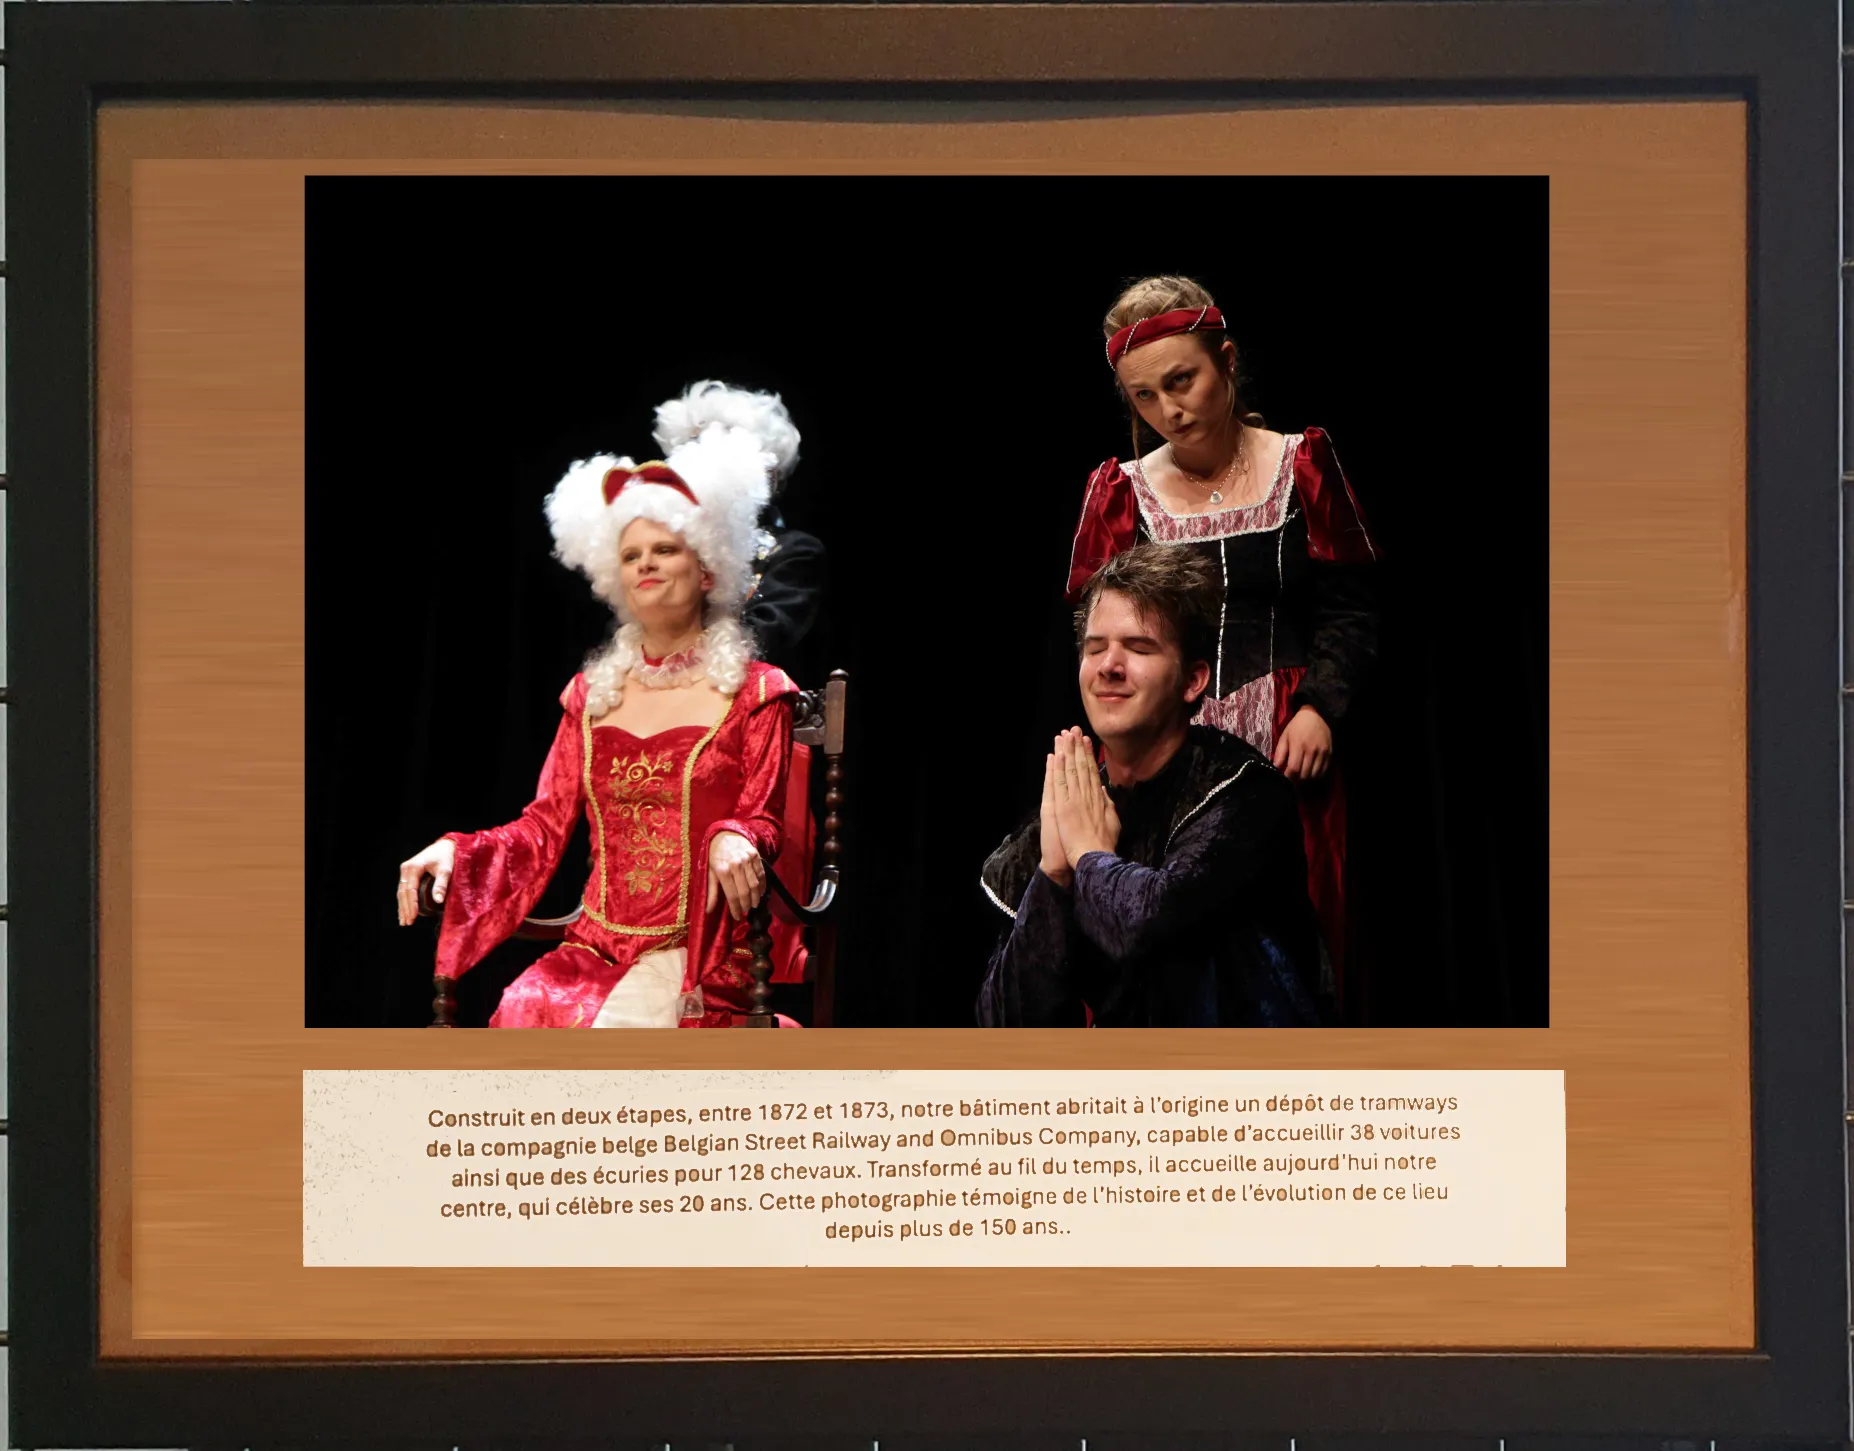 Construit en deux étapes, entre 1872 et 1873, notre bâtiment abritait à l'origine un dépôt de tramways
de la compagnie belge Belgian Street Railway and Omnibus Company, capable d'accueillir 38 voitures
ainsi que des écuries pour 128 chevaux. Transformé au fil du temps, il accueille aujourd'hui notre
centre, qui célèbre ses 20 ans. Cette photographie témoigne de l'histoire et de l'évolution de ce lieu
depuis plus de 150 ans..